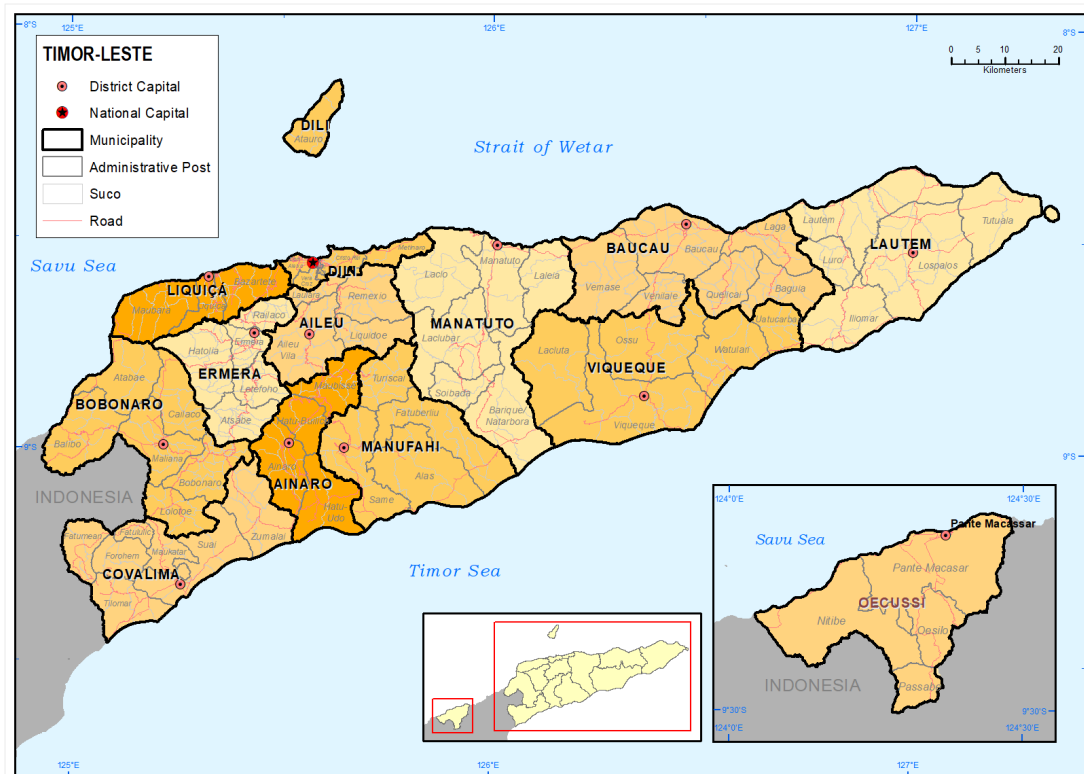 125°E
126°E
127°E
8°S
8°S
TIMOR-LESTE
District Capital
National Capital
Municipality
Administrative Post
Suco
Road
0 5 10 20
Kilometers
DILI
Atauro
Strait of Wetar
Savu Sea
LAUTEM
Lautem
Tutuala
Luro
Lospalos
Iliomar
BAUCAU
Baucau
Laga
Vemase
Venilale
Quelicai
Baguia
MANATUTO
Manatuto
Laclo
Laleia
Laclubar
Soibada
Barique/
Natarbora
DILI
Metinaro
LIQUIÇA
Bazartete
Maubara
Liquiça
AILEU
Laulara
Remexio
Aileu
Vila
Liquidoe
ERMERA
Railaco
Ermera
Hatolia
Letefoho
Atsabe
VIQUEQUE
Ossu
Uatucarbau
Watulari
Lacluta
Viqueque
BOBONARO
Atabae
Cailaco
Balibo
Maliana
Bobonaro
Lolotoe
AINARO
Maubisse
Hatu-Builico
Ainaro
Hatu-
Udo
MANUFAHI
Turiscai
Fatuberliu
Alas
Same
9°S
9°S
INDONESIA
COVALIMA
Fatumean
Fatululic
Forohem
Maukatar
Suai
Zumalai
Tilomar
Timor Sea
124°0'E
124°30'E
Savu Sea
Pante Macassar
Pante Macasar
OECUSSI
Nitibe
Oesilo
Passabe
INDONESIA
9°30'S
9°30'S
124°0'E
124°30'E
125°E
126°E
127°E